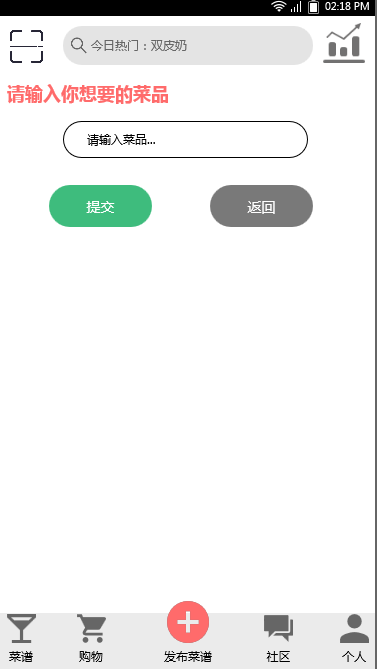 02:18 PM
今日热门：双皮奶
请输入你想要的菜品
请输入菜品...
提交
返回
菜谱
购物
发布菜谱
社区
个人